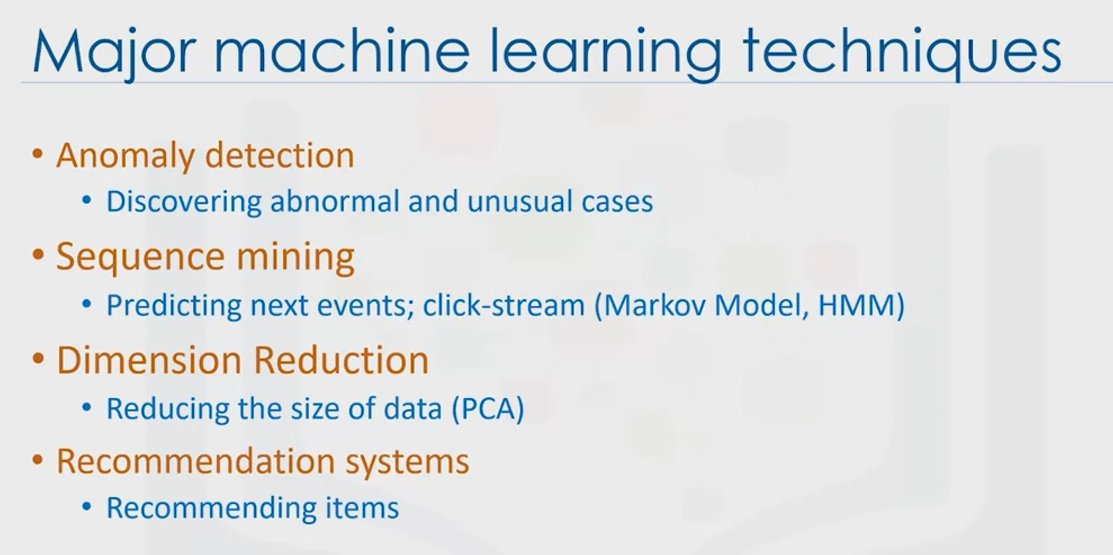 Major machine learning techniques
• Anomaly detection
• Discovering abnormal and unusual cases
• Sequence mining
• Predicting next events; click-stream (Markov Model, HMM)
• Dimension Reduction
• Reducing the size of data (PCA)
• Recommendation systems
• Recommending items